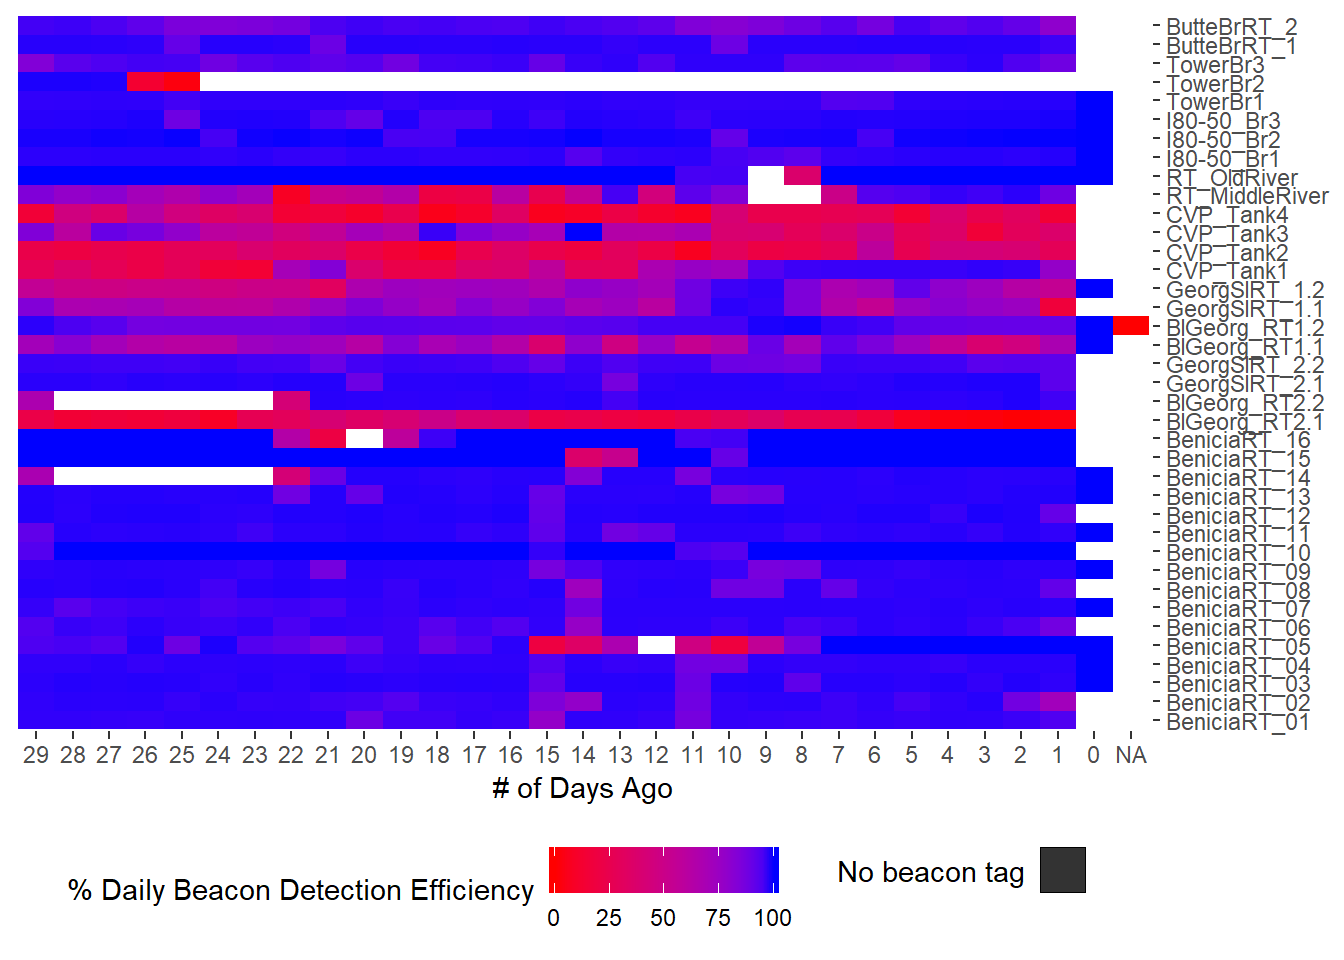 ButteBrRT_2
ButteBrRT_1
TowerBr3
TowerBr2
TowerBr1
I80-50_Br3
I80-50_Br2
I80-50_Br1
RT_OldRiver
RT_MiddleRiver
CVP_Tank4
CVP_Tank3
CVP_Tank2
CVP_Tank1
GeorgSlRT_1.2
GeorgSlRT_1.1
BlGeorg_RT1.2
BlGeorg_RT1.1
GeorgSlRT_2.2
GeorgSlRT_2.1
BlGeorg_RT2.2
BlGeorg_RT2.1
BeniciaRT_16
BeniciaRT_15
BeniciaRT_14
BeniciaRT_13
BeniciaRT_12
BeniciaRT_11
BeniciaRT_10
BeniciaRT_09
BeniciaRT_08
BeniciaRT_07
BeniciaRT_06
BeniciaRT_05
BeniciaRT_04
BeniciaRT_03
BeniciaRT_02
BeniciaRT_01
29 28 27 26 25 24 23 22 21 20 19 18 17 16 15 14 13 12 11 10 9 8 7 6 5 4 3 2 1 0 NA
# of Days Ago
% Daily Beacon Detection Efficiency
0 25 50 75 100
No beacon tag